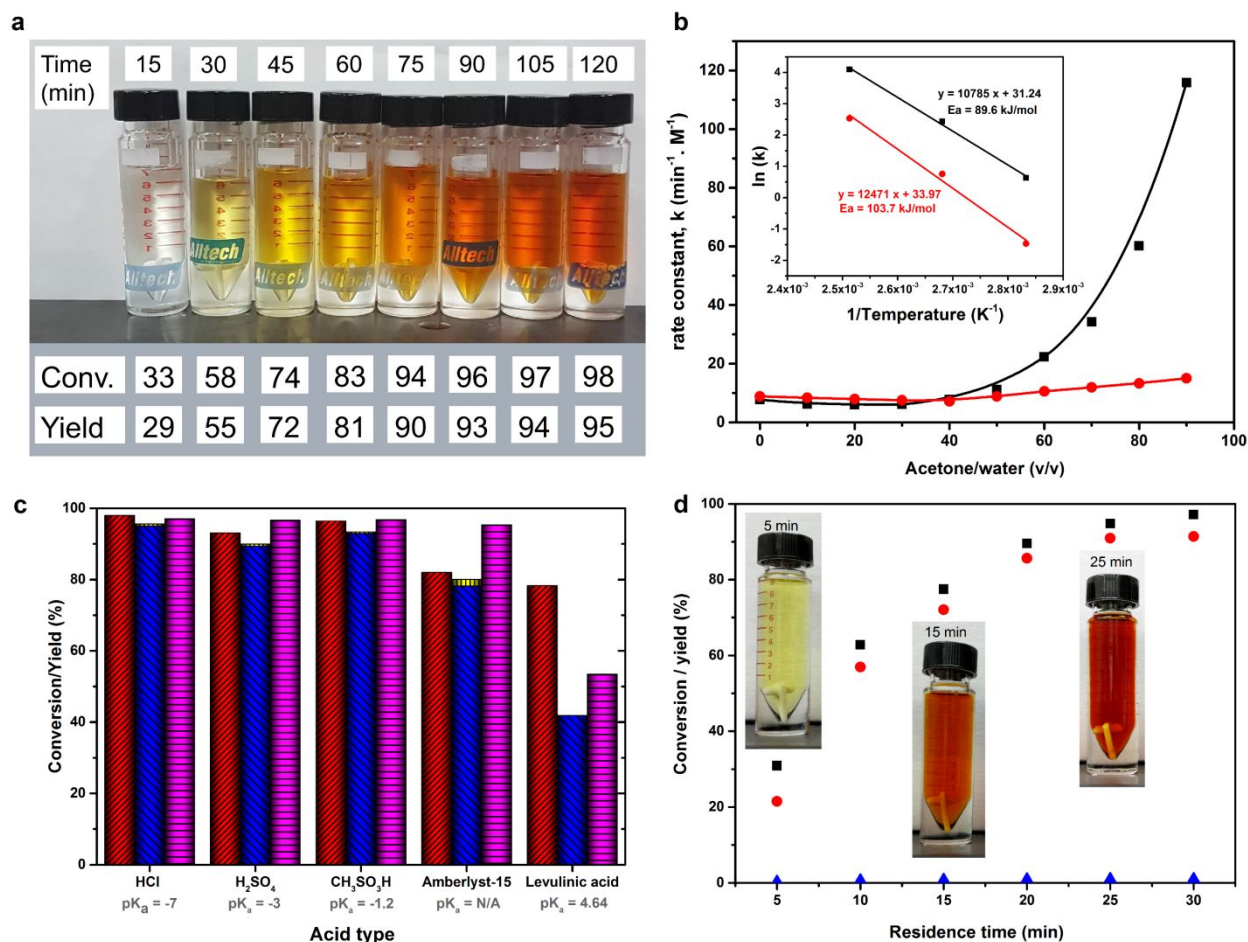 a
Time 15 30 45 60 75 90 105 120
(min)
Alltech Alltech Alltech Alltech Alltech Alltech Alltech Alltech
Conv. 33 58 74 83 94 96 97 98
Yield 29 55 72 81 90 93 94 95
b
rate constant, k (min⁻¹. M⁻¹)
120
100
80
60
40
20
0
0 20 40 60 80 100
Acetone/water (v/v)
ln (k)
4
3
2
1
0
-1
-2
y = 10785 x + 31.24
Ea = 89.6 kJ/mol
y = 12471 x + 33.97
Ea = 103.7 kJ/mol
2.4x10⁻³ 2.6x10⁻³ 2.7x10⁻³ 2.8x10⁻³ 2.9x10⁻³
1/Temperature (K⁻¹)
c
Conversion/Yield (%)
100
80
60
40
20
0
HCl H₂SO₄ CH₃SO₃H Amberlyst-15 Levulinic acid
pKₐ = -7 pKₐ = -3 pKₐ = -1.2 pKₐ = N/A pKₐ = 4.64
Acid type
d
Conversion / yield (%)
100
80
60
40
20
0
5 min
15 min
25 min
5 10 15 20 25 30
Residence time (min)